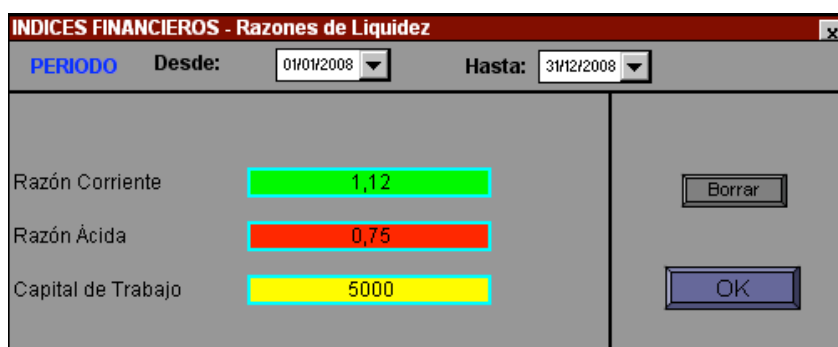 INDICES FINANCIEROS - Razones de Liquidez x
PERIODO Desde: 01/01/2008 Hasta: 31/12/2008
Razón Corriente 1,12
Borrar
Razón Ácida 0,75
Capital de Trabajo 5000
OK